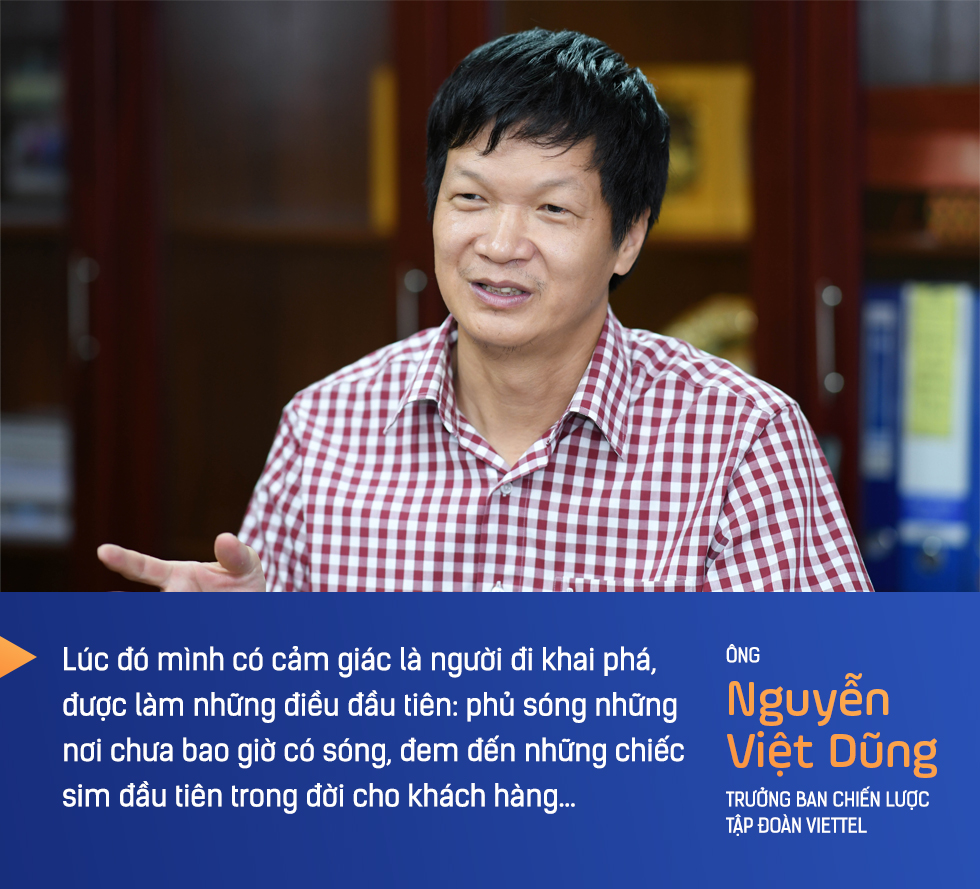 Lúc đó mình có cảm giác là người đi khai phá,
được làm những điều đầu tiên: phủ sóng những
nơi chưa bao giờ có sóng, đem đến những chiếc
sim đầu tiên trong đời cho khách hàng...
ÔNG
Nguyễn
Việt Dũng
TRƯỞNG BAN CHIẾN LƯỢC
TẬP ĐOÀN VIETTEL